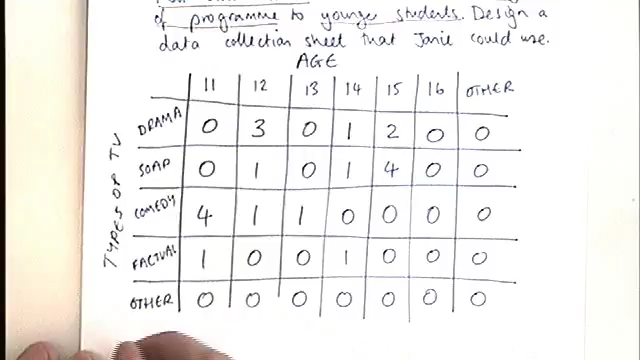 of programme to younger students. Design a
data collection sheet that Janie could use.
AGE
11 12 13 14 15 16 OTHER
TYPES OF TV
DRAMA 0 3 0 1 2 0 0
SOAP 0 1 0 1 4 0 0
COMEDY 4 1 1 0 0 0 0
FACTUAL 1 0 0 1 0 0 0
OTHER 0 0 0 0 0 0 0